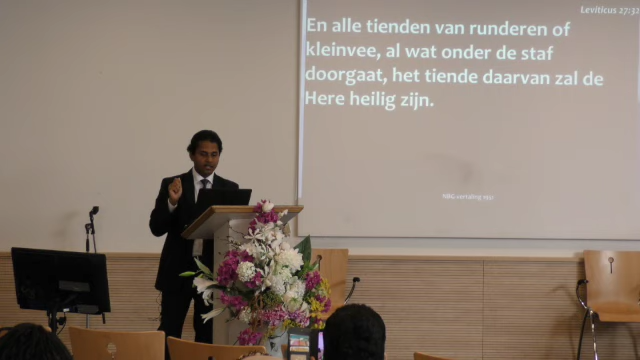 Leviticus 27:31
En alle tienden van runderen of
kleinvee, al wat onder de staf
doorgaat, het tiende daarvan zal de
Here heilig zijn.
NBG-vertaling 1951